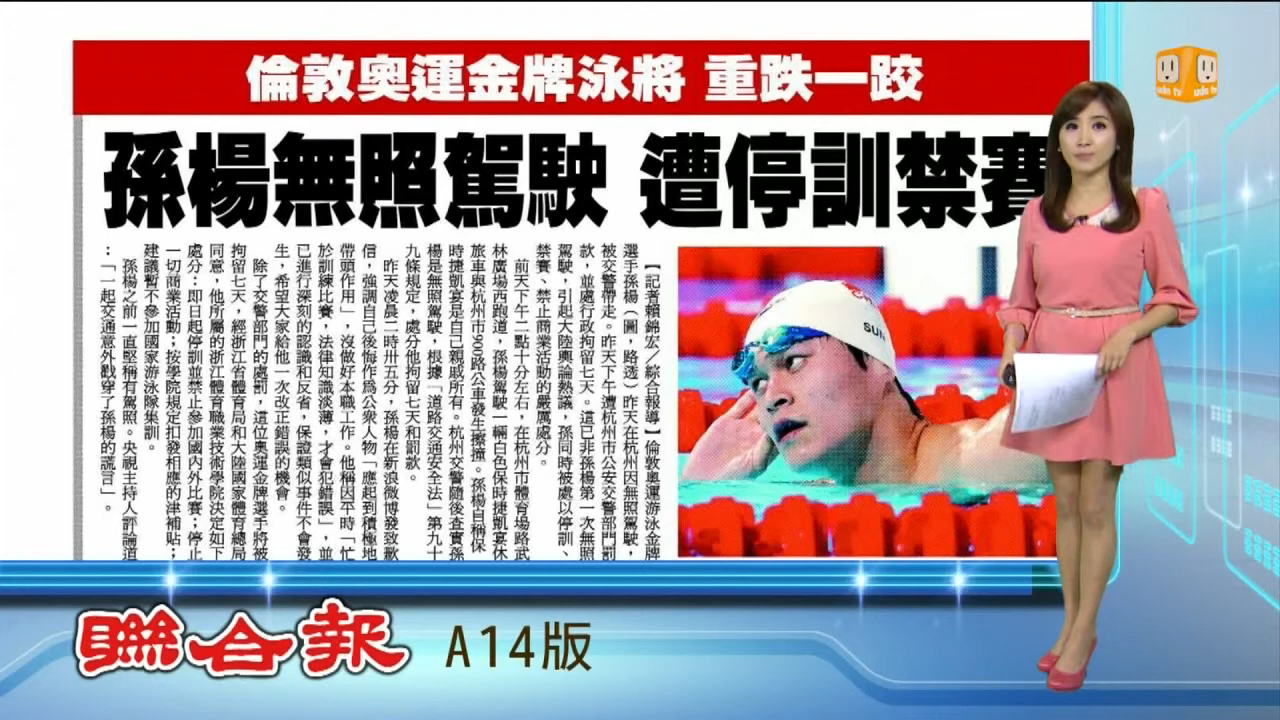 倫敦奧運金牌泳將 重跌一跤
孫楊無照駕駛 遭停訓禁賽
【記者賴錦宏／綜合報導】倫敦奧運游泳金牌
選手孫楊（圖，路透）昨天在杭州因無照駕駛，
被交警帶走。昨天下午遭杭州市公安交警部門罰
款，並處行政拘留七天。這已非孫楊第一次無照
駕駛，引起大陸輿論熱議，孫同時被處以停訓、
禁賽、禁止商業活動的嚴厲處分。
前天下午二點十分左右，在杭州市體育場路武
林廣場西跑道，孫楊駕駛一輛白色保時捷凱宴休
旅車與杭州市900路公車發生擦撞。孫楊自稱保
時捷凱宴是自己親戚所有。杭州交警隨後查實孫
楊是無照駕駛，根據「道路交通安全法」第九十
九條規定，處分他拘留七天和罰款。
昨天凌晨二時卅五分，孫楊在新浪微博發致歉
信，強調自己後悔作為公眾人物「應起到積極地
帶頭作用」，沒做好本職工作。他稱因平時「忙
於訓練比賽，法律知識淡薄，才會犯錯誤」，並
已進行深刻的認識和反省，保證類似事件不會發
生，希望大家給他一次改正錯誤的機會。
除了交警部門的處罰，這位奧運金牌選手將被
拘留七天，經浙江省體育局和大陸國家體育總局
同意，他所屬的浙江體育職業技術學院決定如下
處分：即日起停訓並禁止參加國內外比賽；停止
一切商業活動；按學院規定扣發相應的津補貼；
建議暫不參加國家游泳隊集訓。
孫楊之前一直堅稱有駕照。央視主持人評論道
：「一起交通意外戳穿了孫楊的謊言」。
SUN
udn tv
udn tv
聯合報
A14版